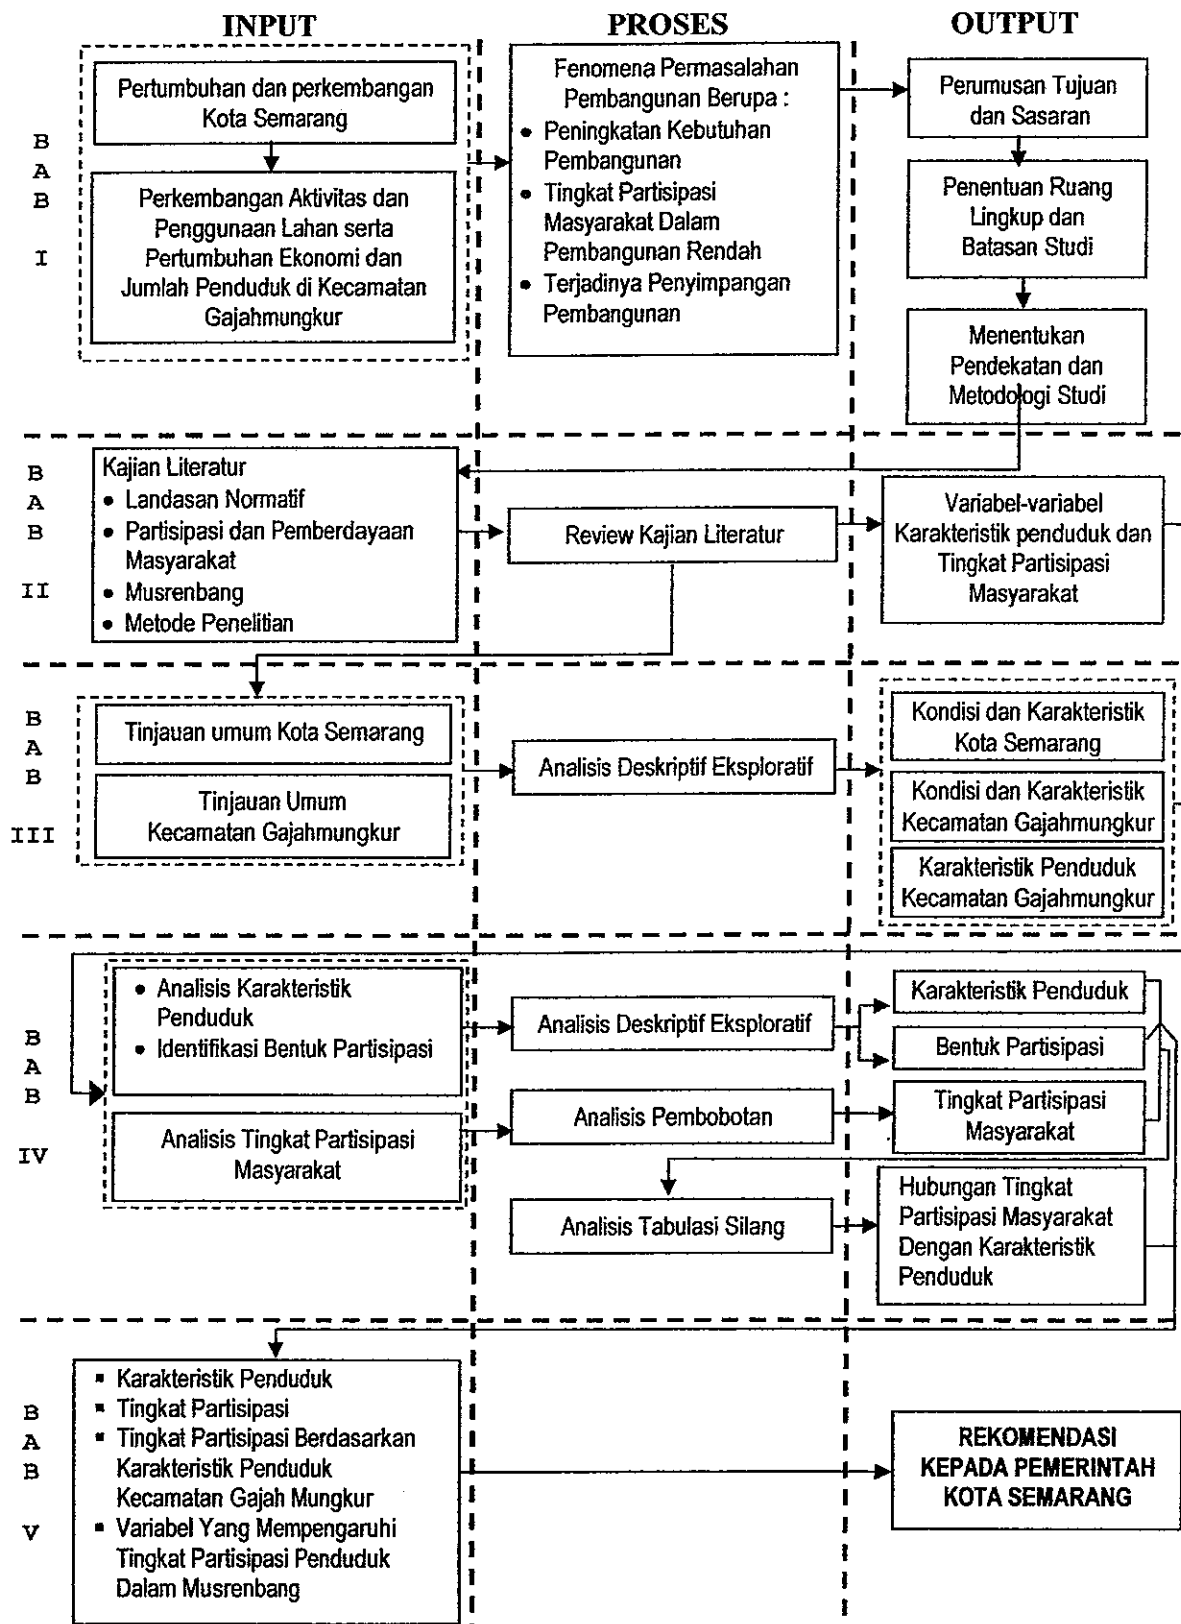 INPUT
PROSES
OUTPUT
B
A
B
I
Pertumbuhan dan perkembangan
Kota Semarang
Perkembangan Aktivitas dan
Penggunaan Lahan serta
Pertumbuhan Ekonomi dan
Jumlah Penduduk di Kecamatan
Gajahmungkur
Fenomena Permasalahan
Pembangunan Berupa :
• Peningkatan Kebutuhan
Pembangunan
• Tingkat Partisipasi
Masyarakat Dalam
Pembangunan Rendah
• Terjadinya Penyimpangan
Pembangunan
Perumusan Tujuan
dan Sasaran
Penentuan Ruang
Lingkup dan
Batasan Studi
Menentukan
Pendekatan dan
Metodologi Studi
B
A
B
II
Kajian Literatur
• Landasan Normatif
• Partisipasi dan Pemberdayaan
Masyarakat
• Musrenbang
• Metode Penelitian
Review Kajian Literatur
Variabel-variabel
Karakteristik penduduk dan
Tingkat Partisipasi
Masyarakat
B
A
B
III
Tinjauan umum Kota Semarang
Tinjauan Umum
Kecamatan Gajahmungkur
Analisis Deskriptif Eksploratif
Kondisi dan Karakteristik
Kota Semarang
Kondisi dan Karakteristik
Kecamatan Gajahmungkur
Karakteristik Penduduk
Kecamatan Gajahmungkur
B
A
B
IV
• Analisis Karakteristik
Penduduk
• Identifikasi Bentuk Partisipasi
Analisis Tingkat Partisipasi
Masyarakat
Analisis Deskriptif Eksploratif
Analisis Pembobotan
Analisis Tabulasi Silang
Karakteristik Penduduk
Bentuk Partisipasi
Tingkat Partisipasi
Masyarakat
Hubungan Tingkat
Partisipasi Masyarakat
Dengan Karakteristik
Penduduk
B
A
B
V
▪ Karakteristik Penduduk
▪ Tingkat Partisipasi
▪ Tingkat Partisipasi Berdasarkan
Karakteristik Penduduk
Kecamatan Gajah Mungkur
▪ Variabel Yang Mempengaruhi
Tingkat Partisipasi Penduduk
Dalam Musrenbang
REKOMENDASI
KEPADA PEMERINTAH
KOTA SEMARANG